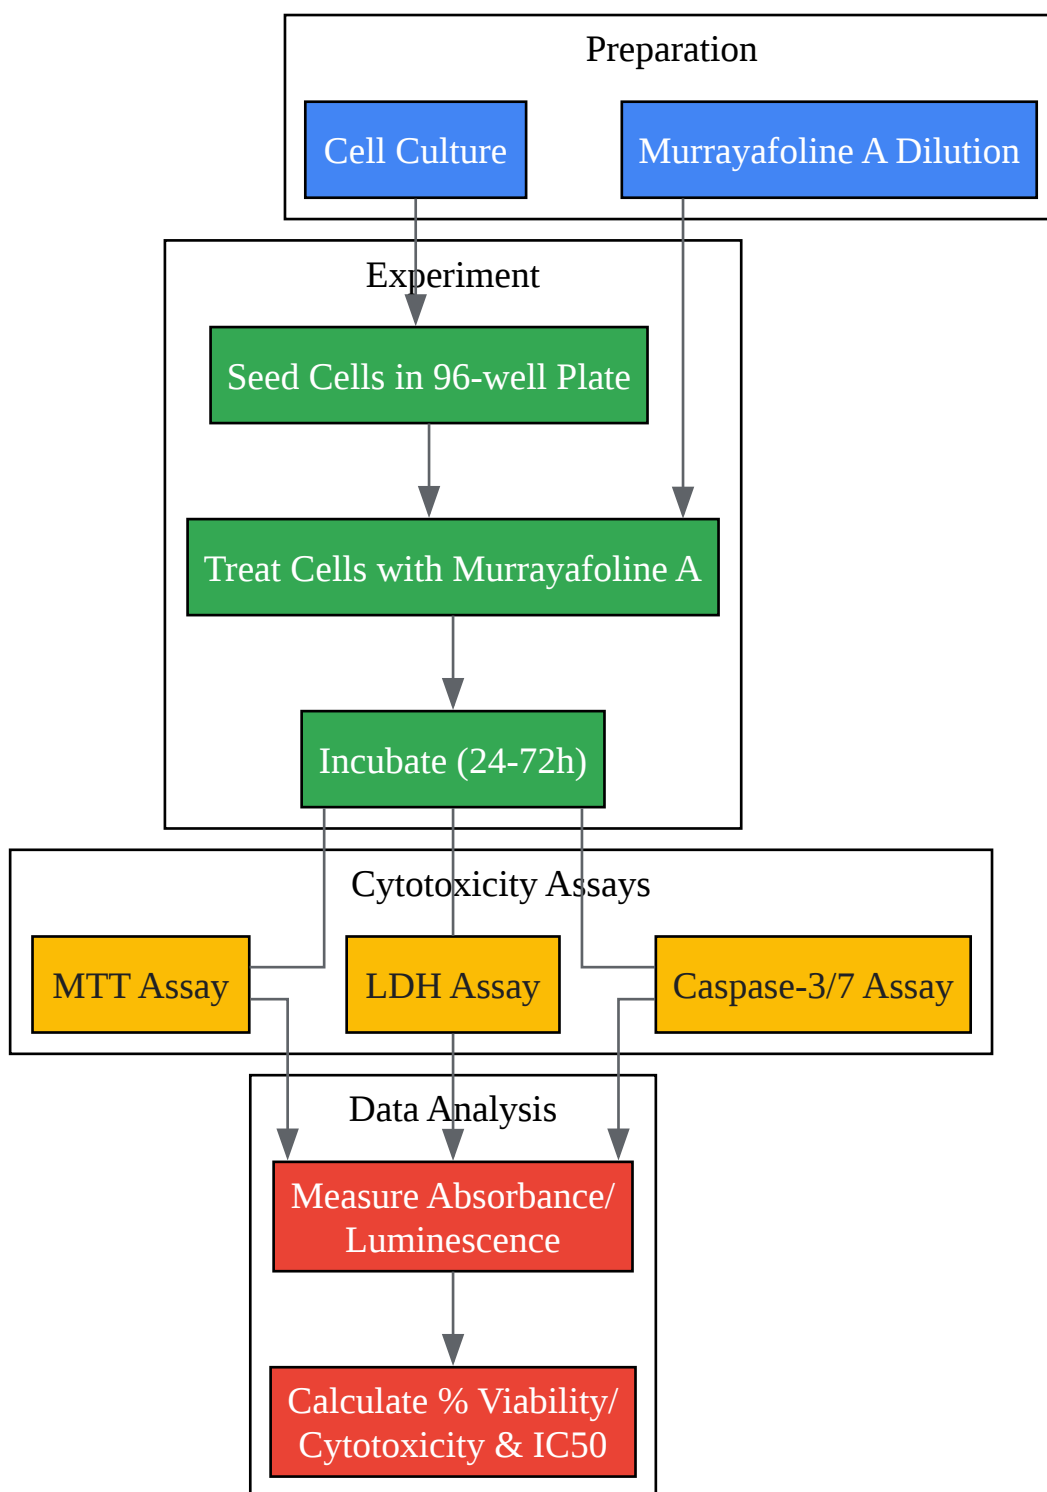 Preparation
Cell Culture
Murrayafoline A Dilution
Experiment
Seed Cells in 96-well Plate
Treat Cells with Murrayafoline A
Incubate (24-72h)
Cytotoxicity Assays
MTT Assay
LDH Assay
Caspase-3/7 Assay
Data Analysis
Measure Absorbance/
Luminescence
Calculate % Viability/
Cytotoxicity & IC50